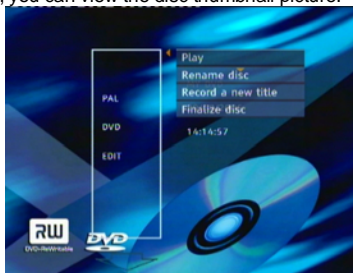 , you can view the disc thumbnail picture.
Play
Rename disc
Record a new title
Finalize disc
PAL
DVD
EDIT
14:14:57
RW
DVD-ReWritable
DVD